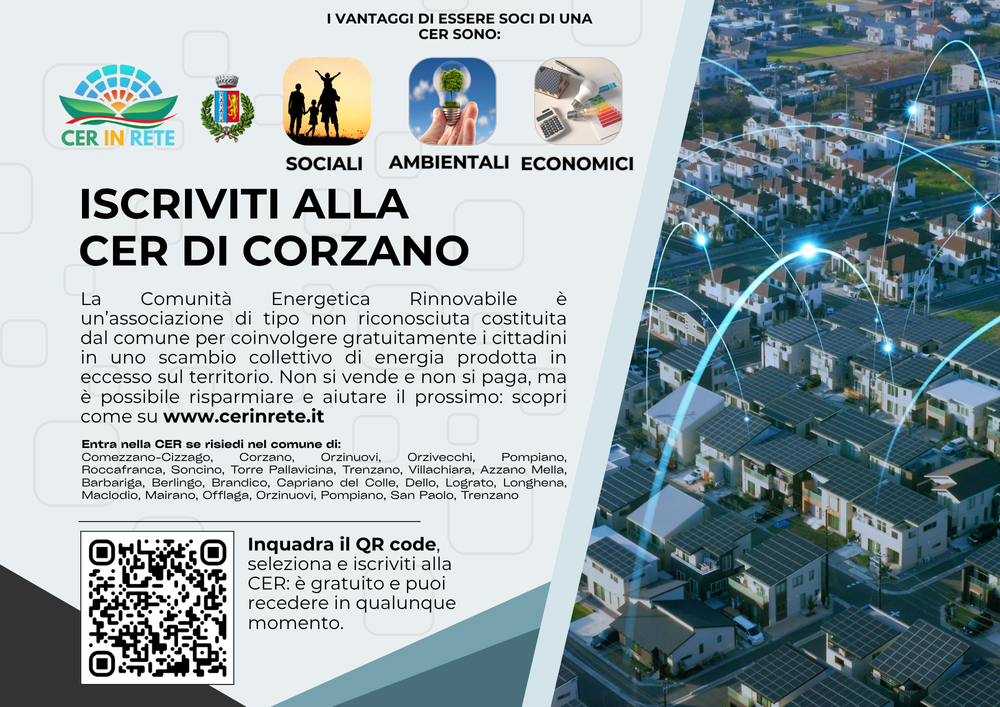 I VANTAGGI DI ESSERE SOCI DI UNA
CER SONO:
CER IN RETE
SOCIALI
AMBIENTALI
ECONOMICI
ISCRIVITI ALLA
CER DI CORZANO
La Comunità Energetica Rinnovabile è
un'associazione di tipo non riconosciuta costituita
dal comune per coinvolgere gratuitamente i cittadini
in uno scambio collettivo di energia prodotta in
eccesso sul territorio. Non si vende e non si paga, ma
è possibile risparmiare e aiutare il prossimo: scopri
come su www.cerinrete.it
Entra nella CER se risiedi nel comune di:
Comezzano-Cizzago, Corzano, Orzinuovi, Orzivecchi, Pompiano,
Roccafranca, Soncino, Torre Pallavicina, Trenzano, Villachiara, Azzano Mella,
Barbariga, Berlingo, Brandico, Capriano del Colle, Dello, Lograto, Longhena,
Maclodio, Mairano, Offlaga, Orzinuovi, Pompiano, San Paolo, Trenzano
Inquadra il QR code,
seleziona e iscriviti alla
CER: è gratuito e puoi
recedere in qualunque
momento.